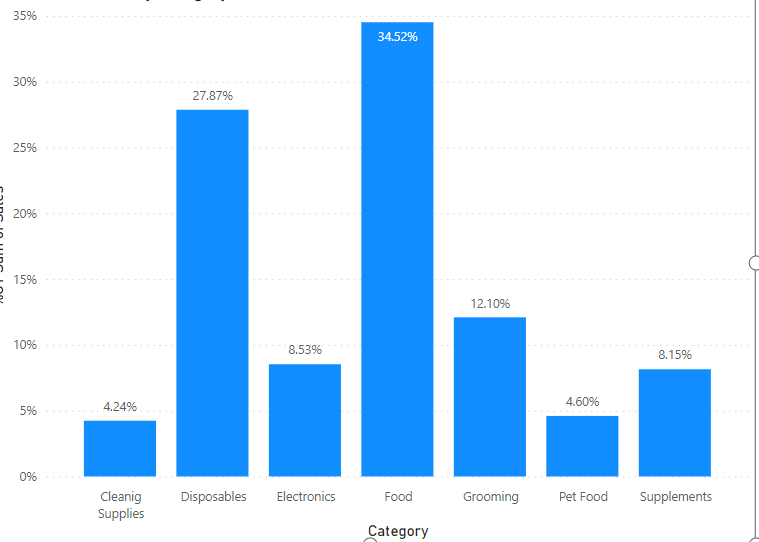 35%
34.52%
30%
27.87%
25%
20%
15%
12.10%
10%
8.53%
8.15%
5%
4.24%
4.60%
0%
Cleanig
Supplies
Disposables
Electronics
Food
Grooming
Pet Food
Supplements
Category